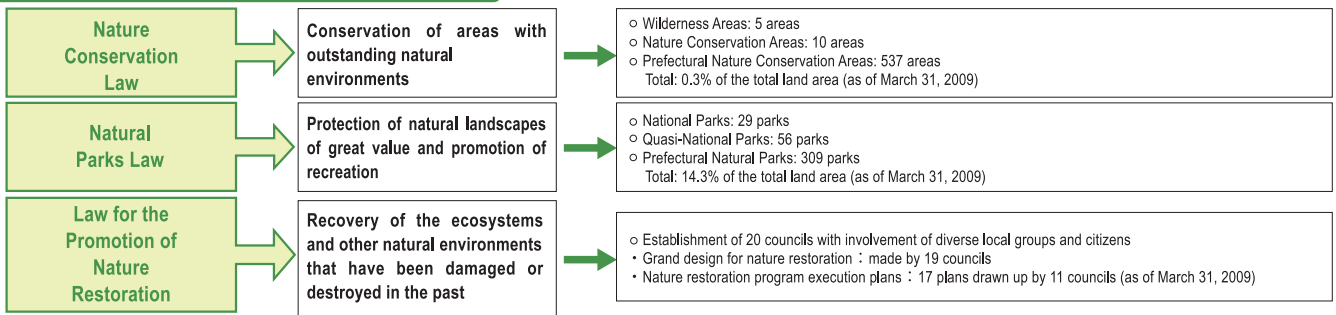 Nature
Conservation
Law
Conservation of areas with
outstanding natural
environments
○ Wilderness Areas: 5 areas
○ Nature Conservation Areas: 10 areas
○ Prefectural Nature Conservation Areas: 537 areas
Total: 0.3% of the total land area (as of March 31, 2009)
Natural
Parks Law
Protection of natural landscapes
of great value and promotion of
recreation
○ National Parks: 29 parks
○ Quasi-National Parks: 56 parks
○ Prefectural Natural Parks: 309 parks
Total: 14.3% of the total land area (as of March 31, 2009)
Law for the
Promotion of
Nature
Restoration
Recovery of the ecosystems
and other natural environments
that have been damaged or
destroyed in the past
○ Establishment of 20 councils with involvement of diverse local groups and citizens
・ Grand design for nature restoration：made by 19 councils
・ Nature restoration program execution plans：17 plans drawn up by 11 councils (as of March 31, 2009)